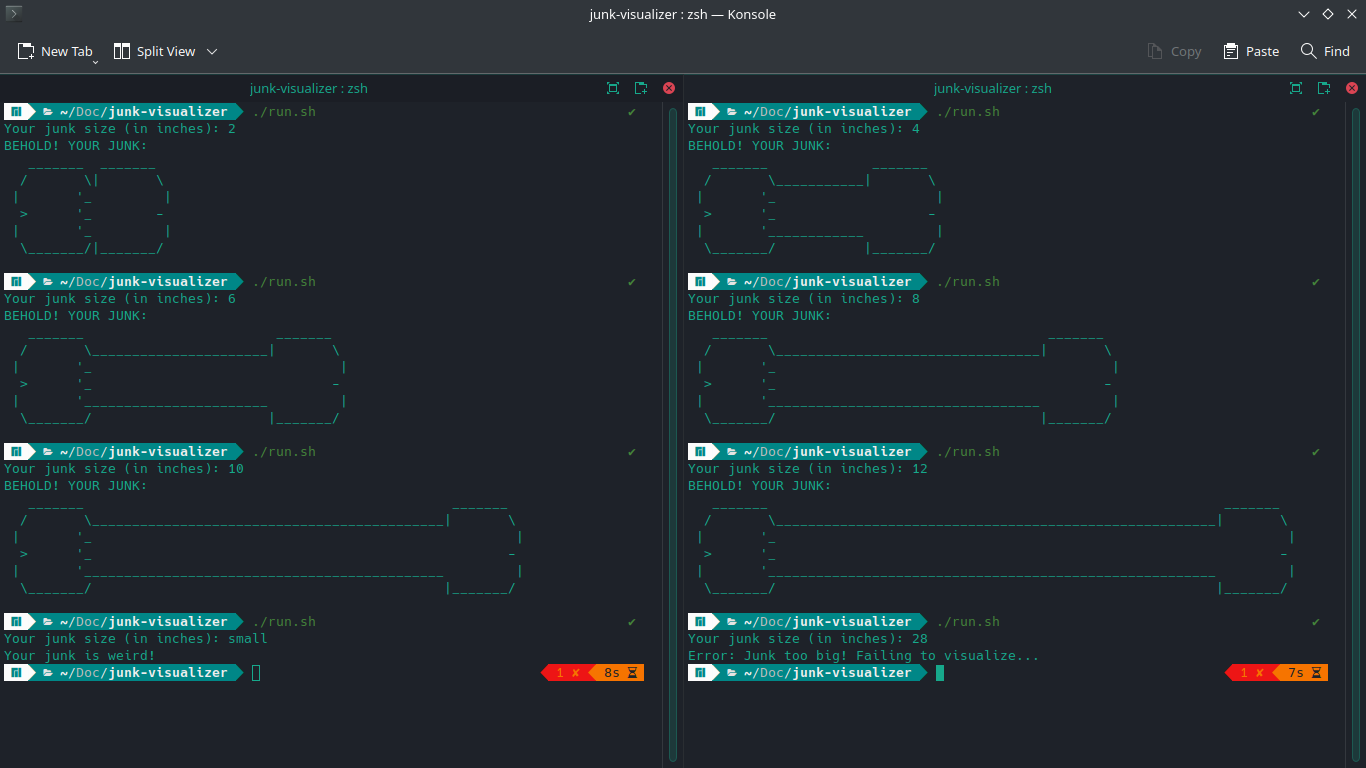 junk-visualizer : zsh — Konsole
New Tab
Split View
Copy
Paste
Find
junk-visualizer : zsh
~/Doc/junk-visualizer ./run.sh ✔
Your junk size (in inches): 2
BEHOLD! YOUR JUNK:
~/Doc/junk-visualizer ./run.sh ✔
Your junk size (in inches): 6
BEHOLD! YOUR JUNK:
~/Doc/junk-visualizer ./run.sh ✔
Your junk size (in inches): 10
BEHOLD! YOUR JUNK:
~/Doc/junk-visualizer ./run.sh ✔
Your junk size (in inches): small
Your junk is weird!
~/Doc/junk-visualizer 1 ✘ 8s
junk-visualizer : zsh
~/Doc/junk-visualizer ./run.sh ✔
Your junk size (in inches): 4
BEHOLD! YOUR JUNK:
~/Doc/junk-visualizer ./run.sh ✔
Your junk size (in inches): 8
BEHOLD! YOUR JUNK:
~/Doc/junk-visualizer ./run.sh ✔
Your junk size (in inches): 12
BEHOLD! YOUR JUNK:
~/Doc/junk-visualizer ./run.sh ✔
Your junk size (in inches): 28
Error: Junk too big! Failing to visualize...
~/Doc/junk-visualizer 1 ✘ 7s